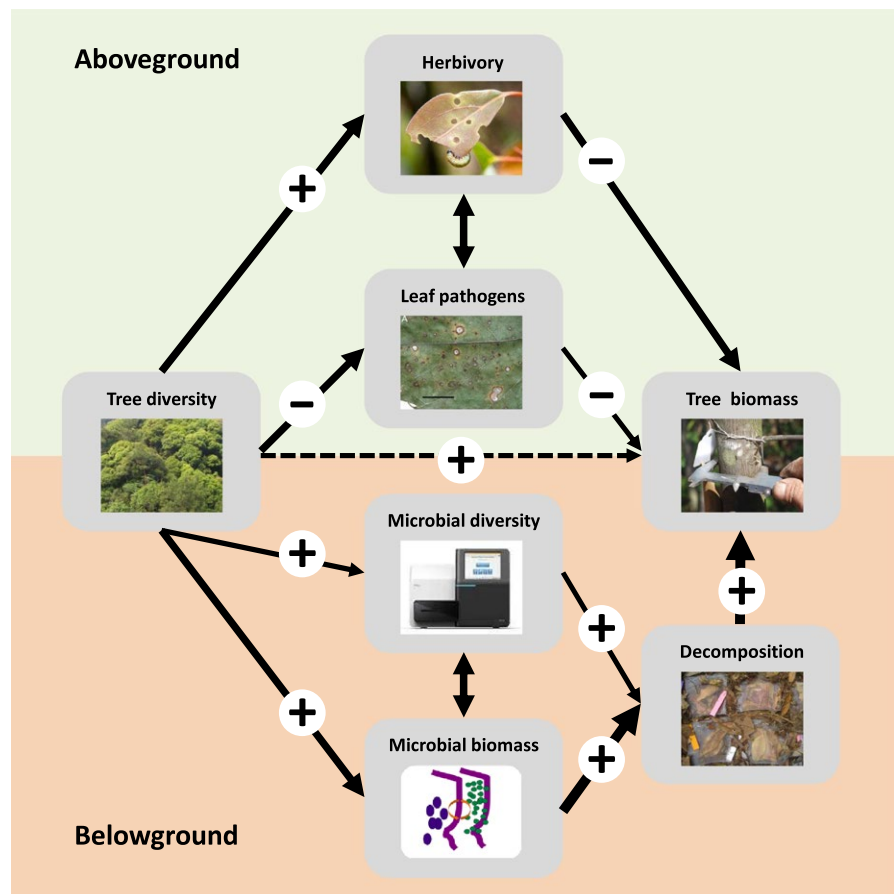 Aboveground
Herbivory
+
−
Leaf pathogens
Tree diversity
−
−
Tree biomass
+
Microbial diversity
+
+
+
Decomposition
+
Microbial biomass
+
Belowground